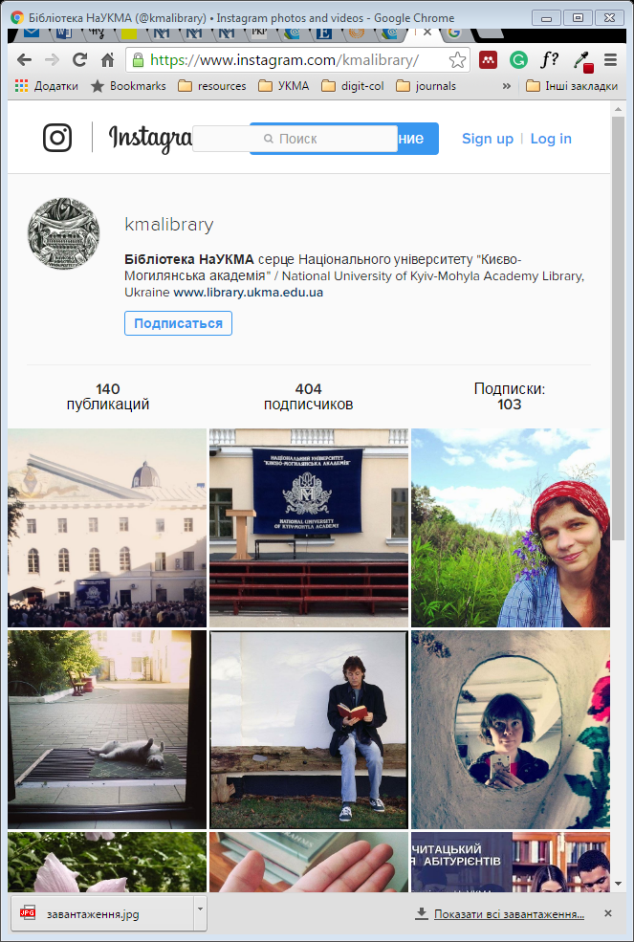 Бібліотека НаУКМА (@kmalibrary) • Instagram photos and videos - Google Chrome
https://www.instagram.com/kmalibrary/
f?
Додатки Bookmarks resources УКМА digit-col journals » Інші закладки
Instagra Поиск ние Sign up | Log in
kmalibrary
Бібліотека НаУКМА серце Національного університету "Києво-
Могилянська академія" / National University of Kyiv-Mohyla Academy Library,
Ukraine www.library.ukma.edu.ua
Подписаться
140 404 Подписки:
публикаций подписчиков 103
НАЦІОНАЛЬНИЙ УНІВЕРСИТЕТ
"КИЄВО-МОГИЛЯНСЬКА АКАДЕМІЯ"
NATIONAL UNIVERSITY
OF KYIV-MOHYLA ACADEMY
ЧИТАЦЬКИЙ
АБІТУРІЄНТІВ
JPG завантаження.jpg Показати всі завантаження...